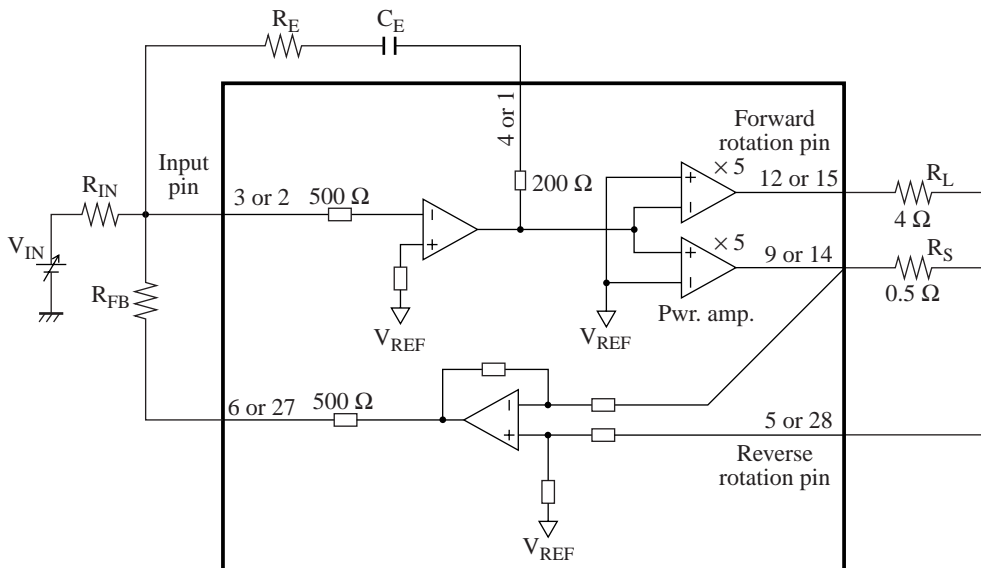 R_E
C_E
4 or 1
Forward
rotation pin
× 5
12 or 15
R_L
4 Ω
Input
pin
R_IN
3 or 2
500 Ω
200 Ω
× 5
9 or 14
R_S
0.5 Ω
V_IN
R_FB
V_REF
V_REF
Pwr. amp.
6 or 27
500 Ω
5 or 28
Reverse
rotation pin
V_REF